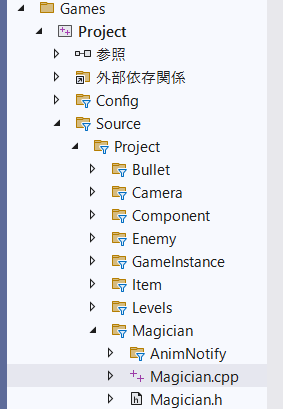 Games
Project
参照
外部依存関係
Config
Source
Project
Bullet
Camera
Component
Enemy
GameInstance
Item
Levels
Magician
AnimNotify
Magician.cpp
Magician.h